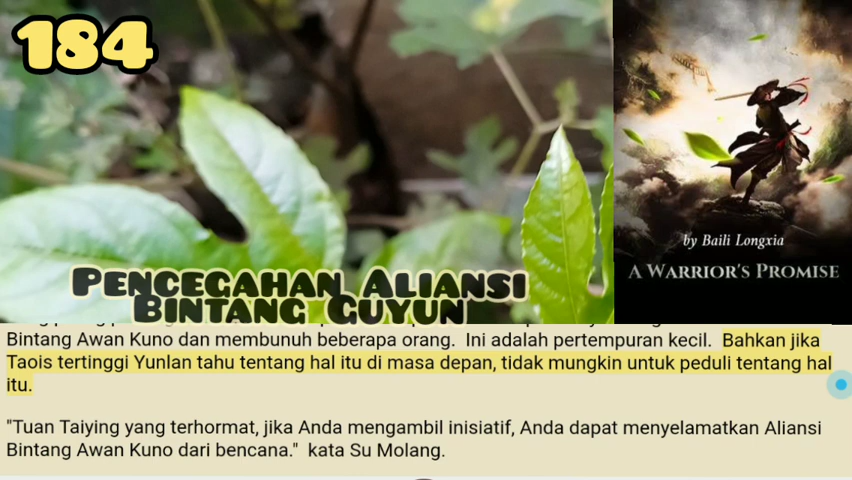 184
PENCEGAHAN ALIANSI
BINTANG GUYUN
by Baili Longxia
A WARRIOR'S PROMISE
Bintang Awan Kuno dan membunuh beberapa orang. Ini adalah pertempuran kecil. Bahkan jika
Taois tertinggi Yunlan tahu tentang hal itu di masa depan, tidak mungkin untuk peduli tentang hal
itu.
"Tuan Taiying yang terhormat, jika Anda mengambil inisiatif, Anda dapat menyelamatkan Aliansi
Bintang Awan Kuno dari bencana." kata Su Molang.